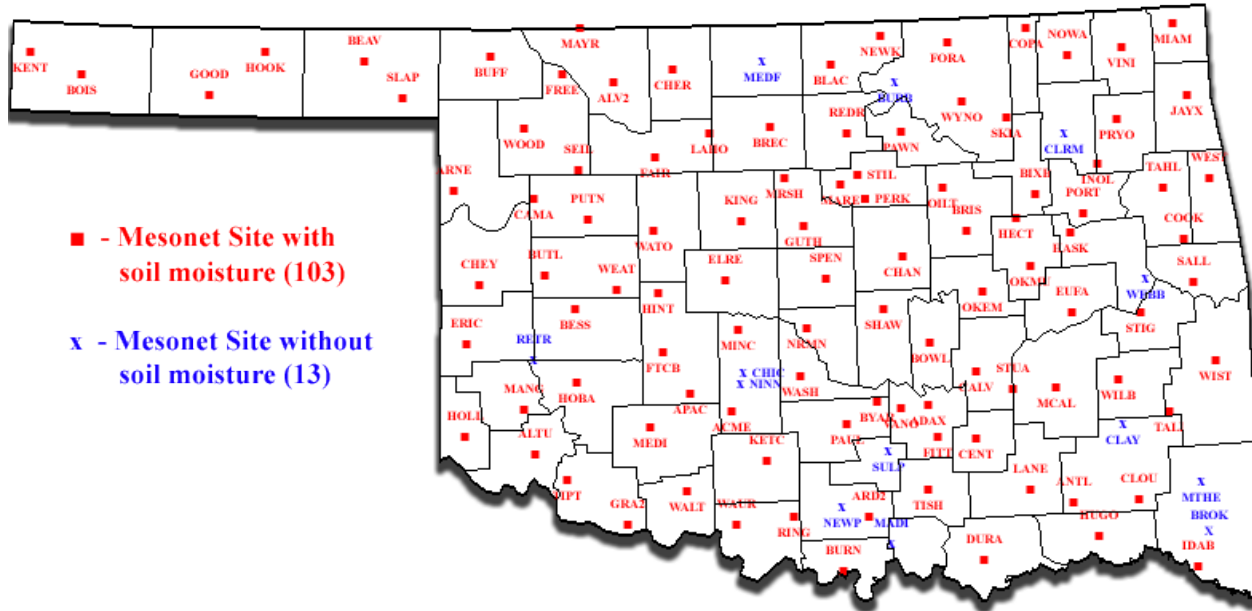 MIAM
MAYR
BEAV
NEWK
FORA
COPA
NOWA
KENT
HOOK
BUFF
VINI
BOIS
GOOD
SLAP
FREE
ALV2
CHER
MEDF
BLAC
BURB
JAYX
WOOD
LAHO
BREC
REDR
PAWN
WYNO
SKIA
CLRM
PRYO
ARNE
SEIL
FAIR
MRSH
STIL
MARE
PERK
OILT
BIXB
INOL
PORT
TAHL
WEST
CAMA
PUTN
KING
GUTH
BRIS
HECT
HASK
COOK
WATO
CHEY
BUTL
WEAT
ELRE
SPEN
CHAN
OKMU
WEBB
SALL
■ - Mesonet Site with
soil moisture (103)
ERIC
BESS
HINT
OKEM
EUFA
STIG
RETR
MINC
NRMN
SHAW
BOWL
x - Mesonet Site without
soil moisture (13)
FTCB
CHIC
NINN
WASH
CALV
STUA
WIST
MANG
HOBA
APAC
ACME
BYAR
VANO
ADAX
MCAL
WILB
TALI
HOLL
ALTU
MEDI
KETC
PAUL
SULP
FITT
CENT
CLAY
TIPT
GRA2
WALT
WAUR
RING
NEWP
ARD2
MADI
TISH
LANE
ANTL
CLOU
MTHE
BROK
HUGO
BURN
DURA
IDAB